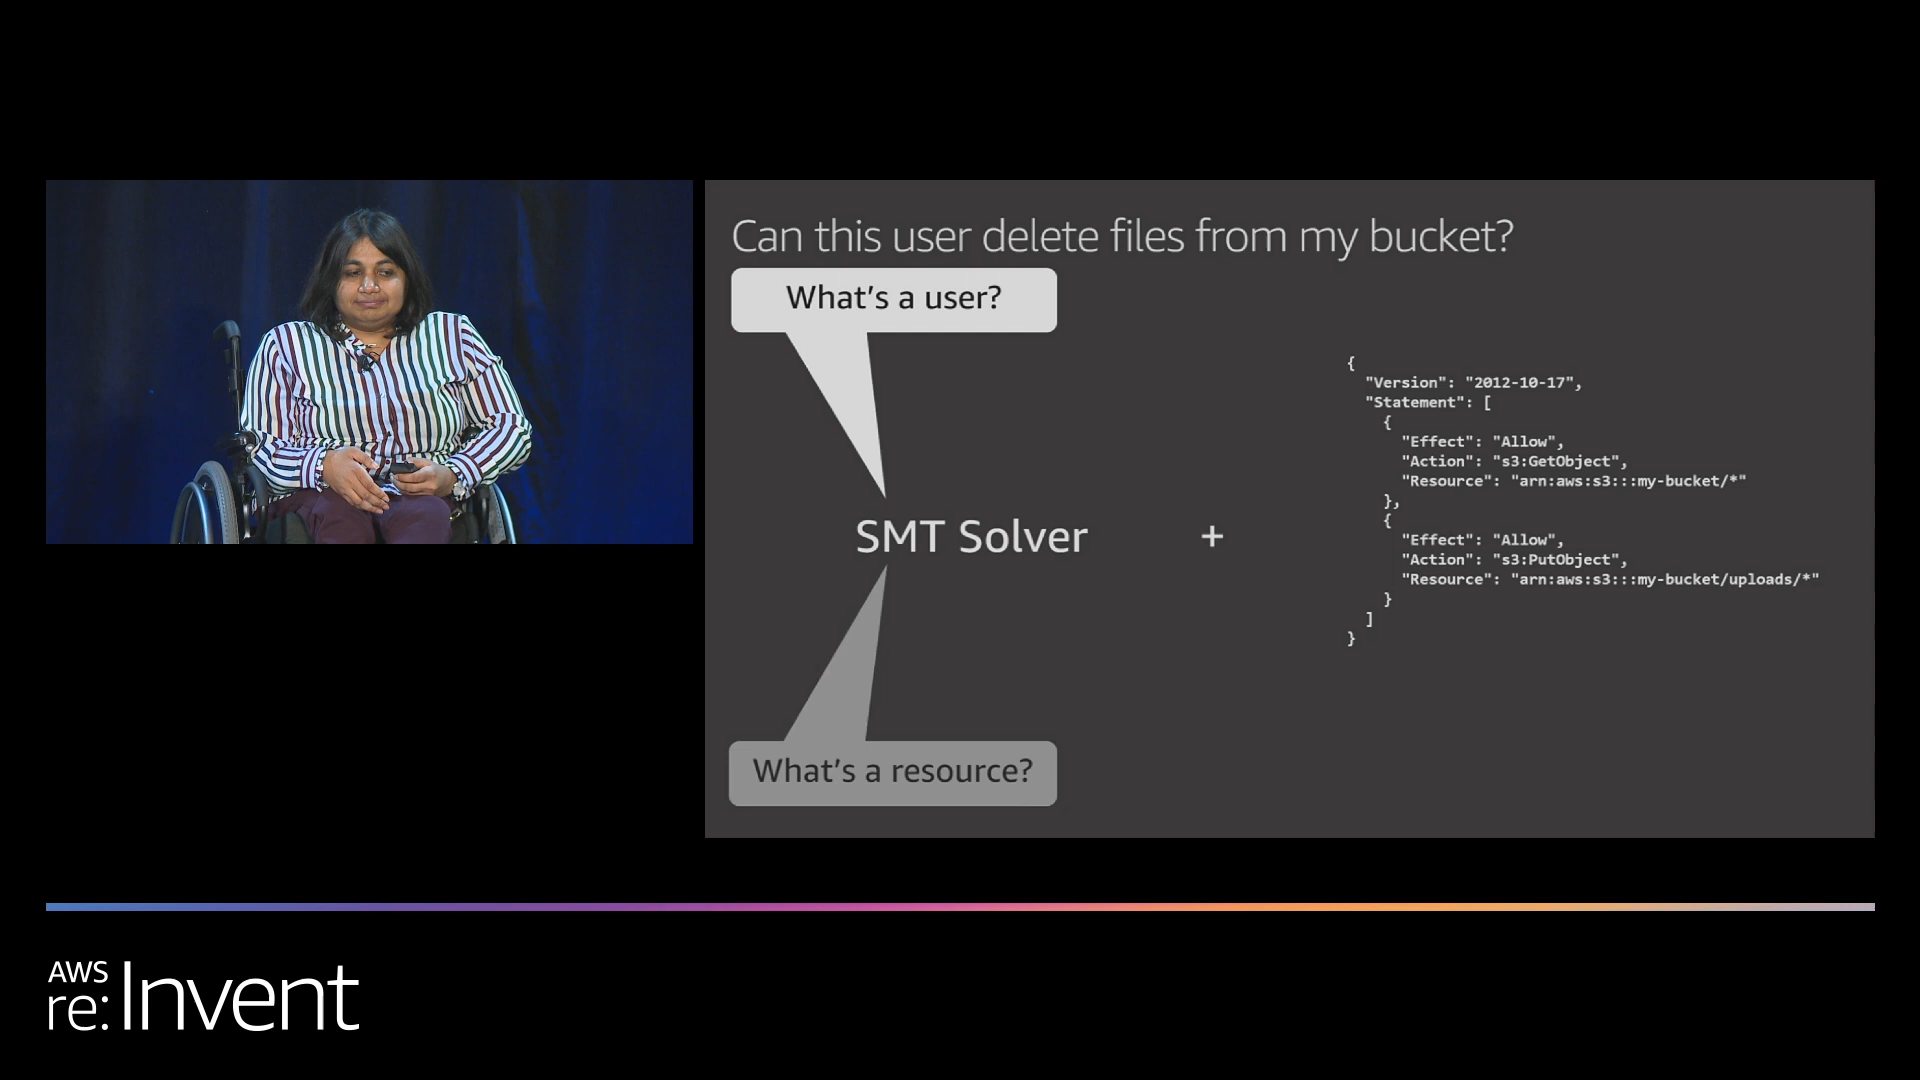 Can this user delete files from my bucket?
What's a user?
SMT Solver
+
What's a resource?
{
"Version": "2012-10-17",
"Statement": [
{
"Effect": "Allow",
"Action": "s3:GetObject",
"Resource": "arn:aws:s3:::my-bucket/*"
},
{
"Effect": "Allow",
"Action": "s3:PutObject",
"Resource": "arn:aws:s3:::my-bucket/uploads/*"
}
]
}
AWS
re:Invent